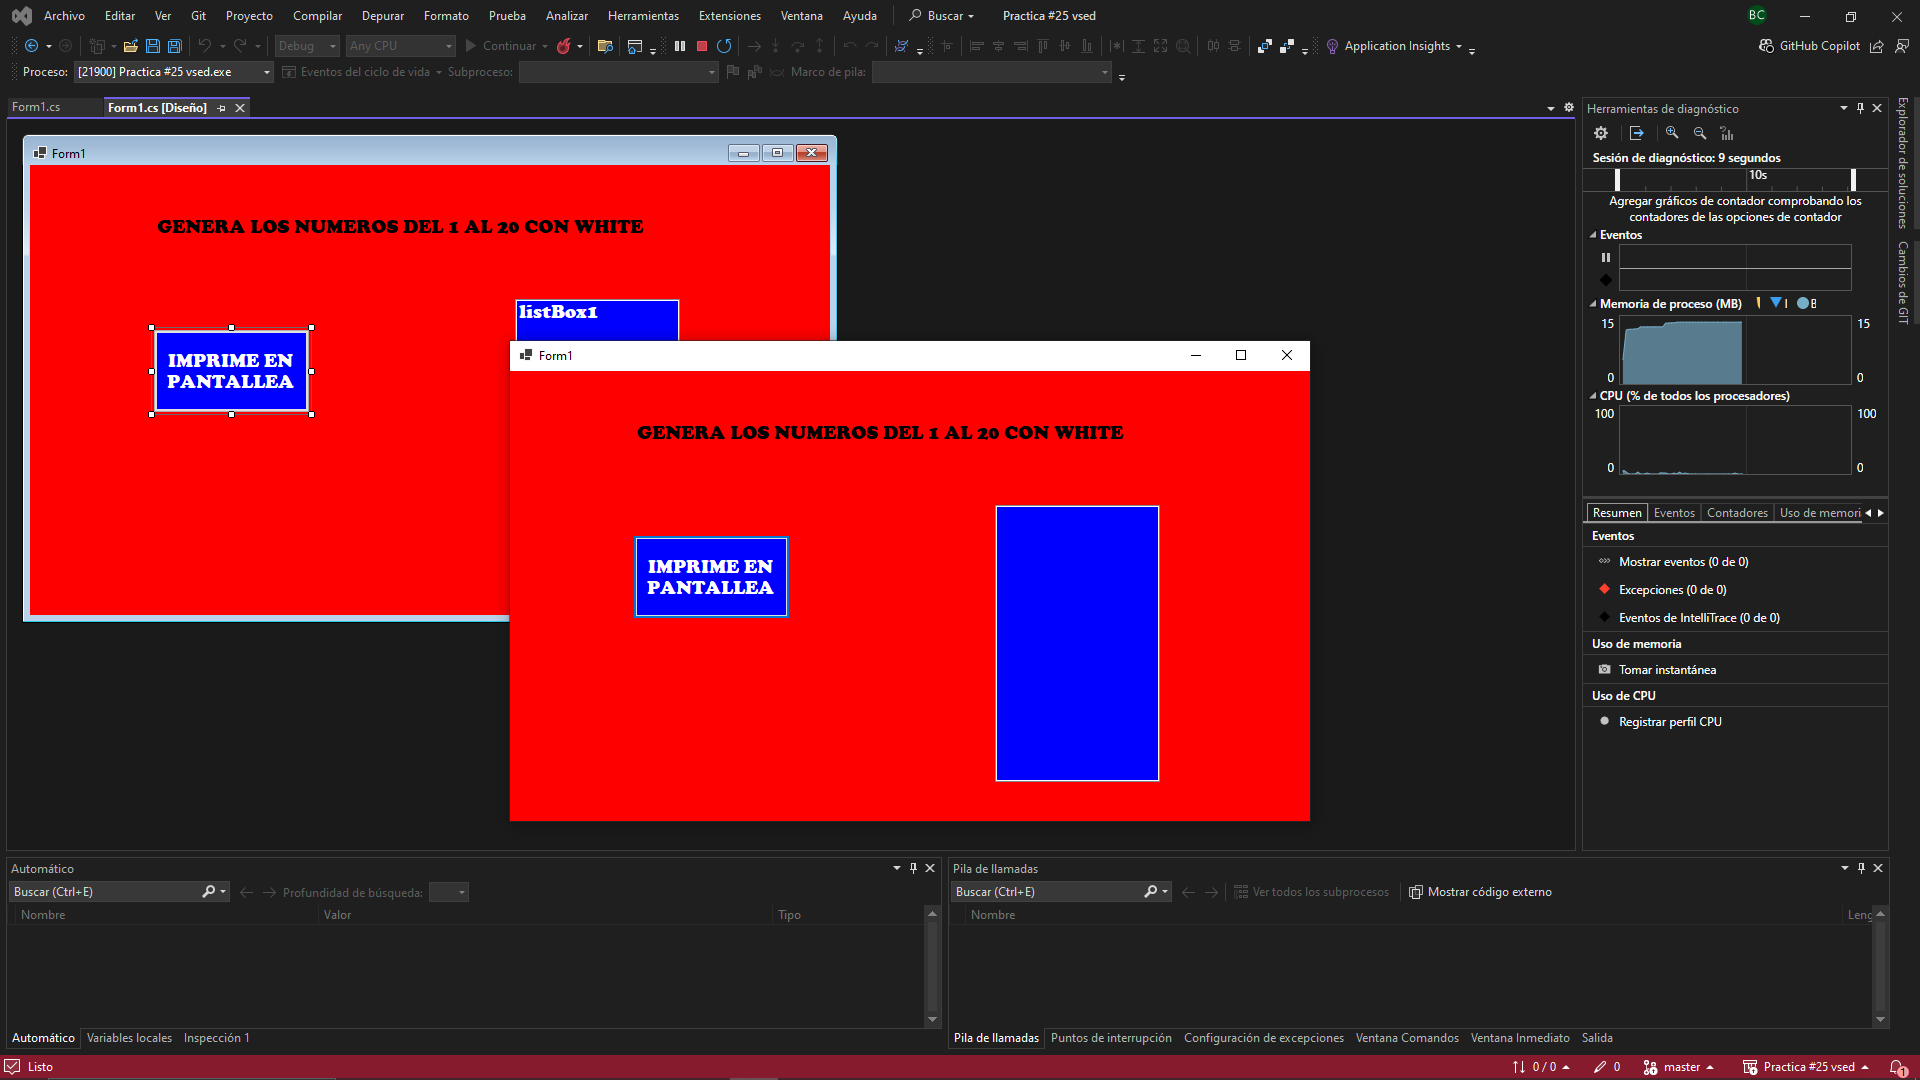 Archivo Editar Ver Git Proyecto Compilar Depurar Formato Prueba Analizar Herramientas Extensiones Ventana Ayuda Buscar Practica #25 vsed BC
Debug Any CPU Continuar Application Insights GitHub Copilot
Proceso: [21900] Practica #25 vsed.exe Eventos del ciclo de vida Subproceso: Marco de pila:
Form1.cs Form1.cs [Diseño]
Form1
GENERA LOS NUMEROS DEL 1 AL 20 CON WHITE
listBox1
IMPRIME EN
PANTALLEA
Form1
GENERA LOS NUMEROS DEL 1 AL 20 CON WHITE
IMPRIME EN
PANTALLEA
Herramientas de diagnóstico
Sesión de diagnóstico: 9 segundos
10s
Agregar gráficos de contador comprobando los
contadores de las opciones de contador
Eventos
Memoria de proceso (MB)
15 15
0 0
CPU (% de todos los procesadores)
100 100
0 0
Resumen Eventos Contadores Uso de memori
Eventos
Mostrar eventos (0 de 0)
Excepciones (0 de 0)
Eventos de IntelliTrace (0 de 0)
Uso de memoria
Tomar instantánea
Uso de CPU
Registrar perfil CPU
Explorador de soluciones
Cambios de GIT
Automático
Buscar (Ctrl+E) Profundidad de búsqueda:
Nombre Valor Tipo
Automático Variables locales Inspección 1
Pila de llamadas
Buscar (Ctrl+E) Ver todos los subprocesos Mostrar código externo
Nombre Leng
Pila de llamadas Puntos de interrupción Configuración de excepciones Ventana Comandos Ventana Inmediato Salida
Listo 0 / 0 0 master Practica #25 vsed 1